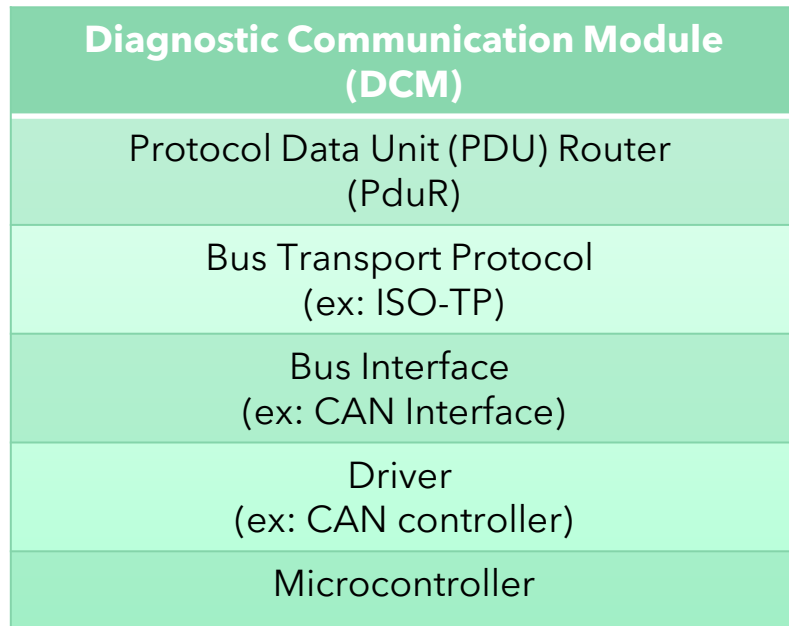 Diagnostic Communication Module
(DCM)
Protocol Data Unit (PDU) Router
(PduR)
Bus Transport Protocol
(ex: ISO-TP)
Bus Interface
(ex: CAN Interface)
Driver
(ex: CAN controller)
Microcontroller